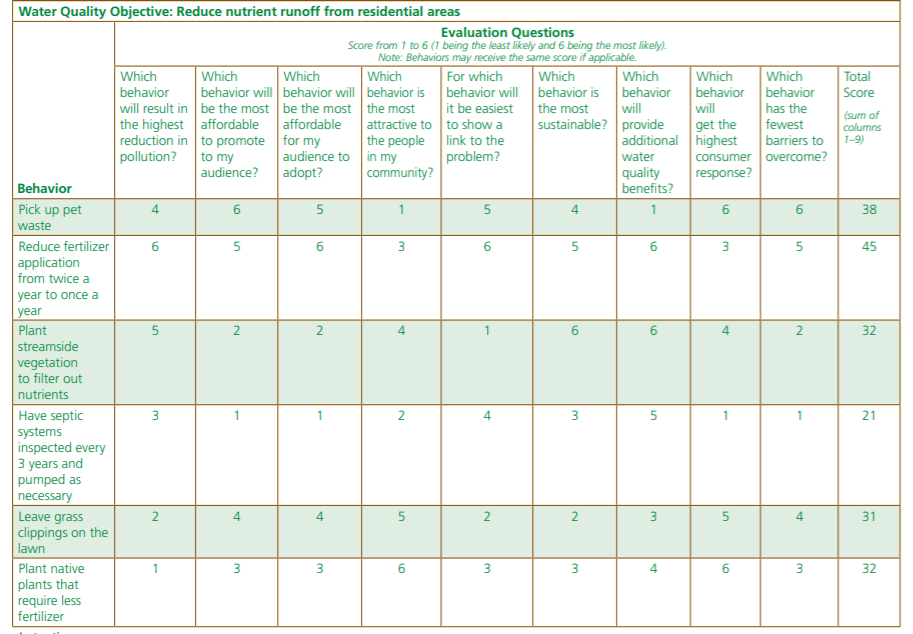 Water Quality Objective: Reduce nutrient runoff from residential areas
Evaluation Questions
Score from 1 to 6 (1 being the least likely and 6 being the most likely).
Note: Behaviors may receive the same score if applicable.
Behavior
Which
behavior
will result in
the highest
reduction in
pollution?
Which
behavior will
be the most
affordable
to promote
to my
audience?
Which
behavior will
be the most
affordable
for my
audience to
adopt?
Which
behavior is
the most
attractive to
the people
in my
community?
For which
behavior will
it be easiest
to show a
link to the
problem?
Which
behavior is
the most
sustainable?
Which
behavior
will
provide
additional
water
quality
benefits?
Which
behavior
will
get the
highest
consumer
response?
Which
behavior
has the
fewest
barriers to
overcome?
Total
Score
(sum of
columns
1–9)
Pick up pet
waste
4 6 5 1 5 4 1 6 6 38
Reduce fertilizer
application
from twice a
year to once a
year
6 5 6 3 6 5 6 3 5 45
Plant
streamside
vegetation
to filter out
nutrients
5 2 2 4 1 6 6 4 2 32
Have septic
systems
inspected every
3 years and
pumped as
necessary
3 1 1 2 4 3 5 1 1 21
Leave grass
clippings on the
lawn
2 4 4 5 2 2 3 5 4 31
Plant native
plants that
require less
fertilizer
1 3 3 6 3 3 4 6 3 32